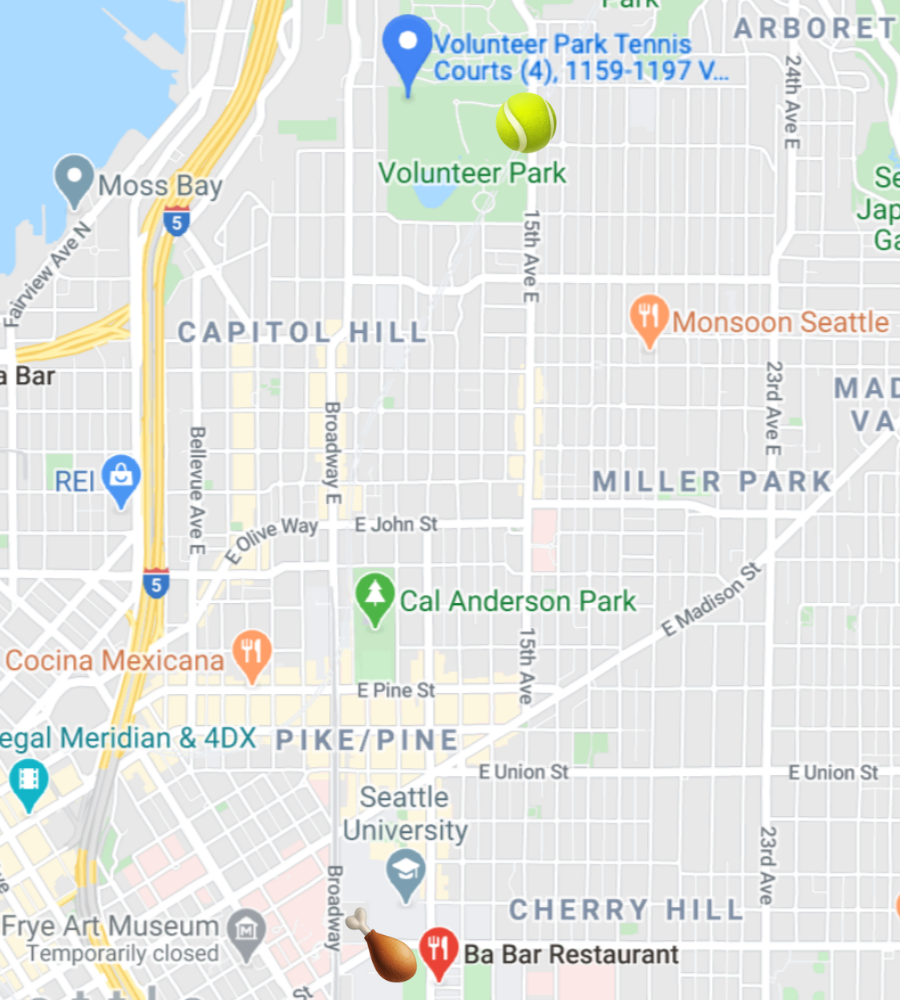 Park
ARBORET
Volunteer Park Tennis
Courts (4), 1159-1197 V...
24th Ave E
Volunteer Park
Moss Bay
5
Se
Jap
Ga
Fairview Ave N
15th Ave E
Monsoon Seattle
CAPITOL HILL
a Bar
23rd Ave E
MAD
VA
Broadway E
Bellevue Ave E
REI
MILLER PARK
E Olive Way
E John St
5
E Madison St
Cal Anderson Park
15th Ave
Cocina Mexicana
E Pine St
egal Meridian & 4DX
PIKE/PINE
E Union St
E Union St
Seattle
University
23rd Ave
Broadway
CHERRY HILL
Frye Art Museum
Temporarily closed
Ba Bar Restaurant
St